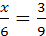 x/6 = 3/9